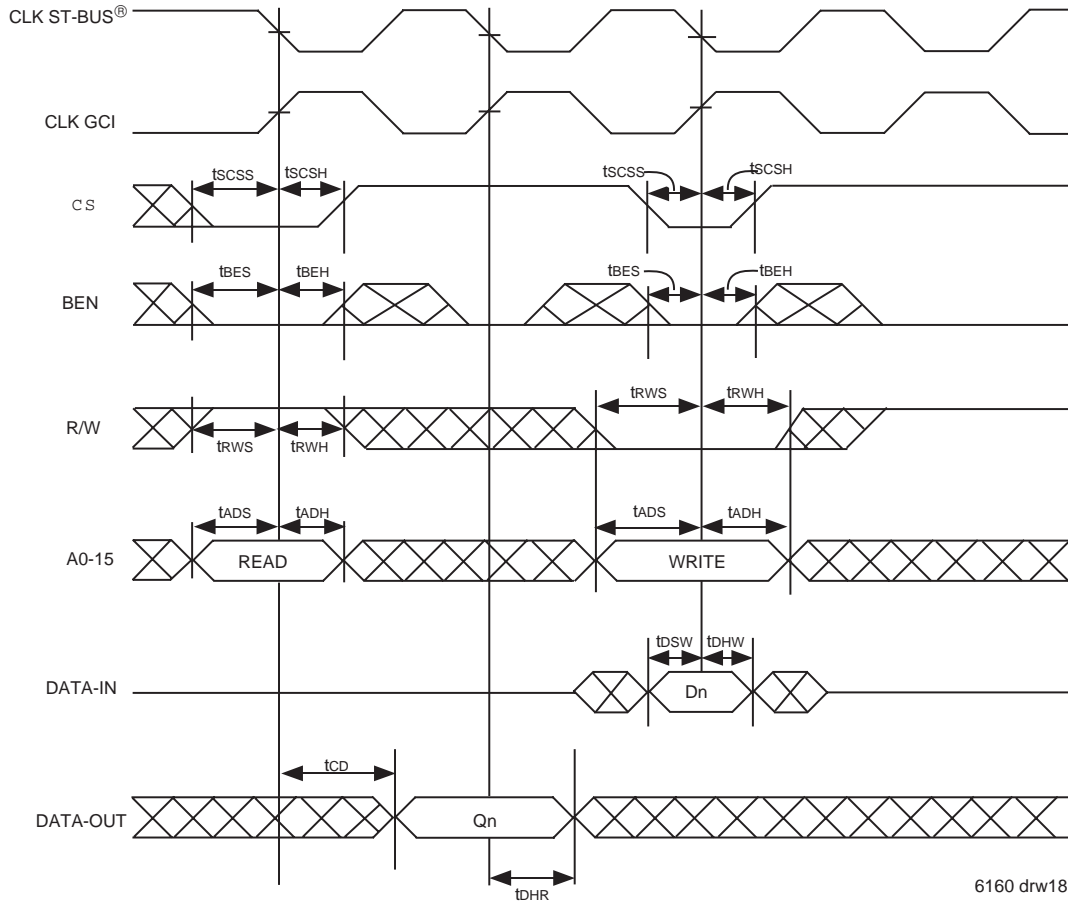 CLK ST-BUS®
CLK GCI
tSCSS tSCSH tSCSS tSCSH
CS
tBES tBEH tBES tBEH
BEN
tRWS tRWH
R/W
tRWS tRWH
tADS tADH tADS tADH
A0-15 READ WRITE
tDSW tDHW
DATA-IN Dn
tCD
DATA-OUT Qn
tDHR
6160 drw18